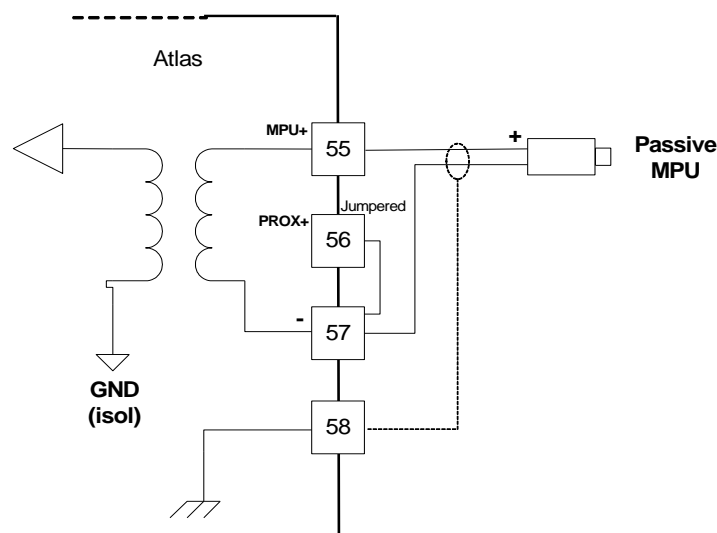 Atlas
MPU+
55
+
Passive
MPU
Jumpered
PROX+
56
-
57
GND
(isol)
58